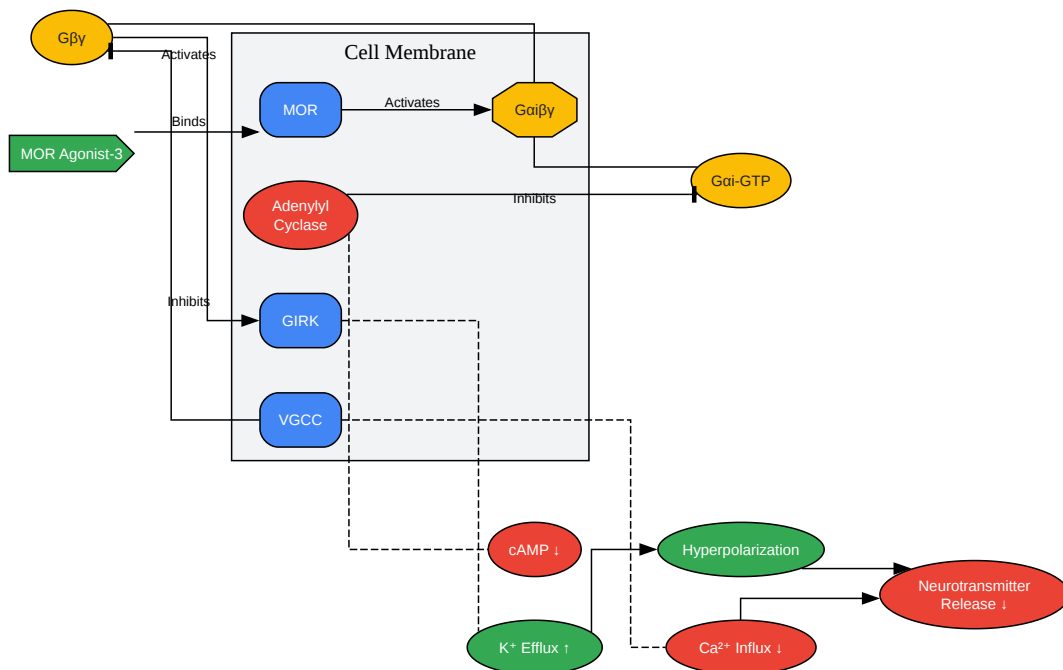 Gβγ
Cell Membrane
Activates
MOR
Activates
Gαiβγ
Binds
MOR Agonist-3
Gαi-GTP
Inhibits
Adenylyl
Cyclase
Inhibits
GIRK
VGCC
cAMP ↓
Hyperpolarization
Neurotransmitter
Release ↓
K⁺ Efflux ↑
Ca²⁺ Influx ↓